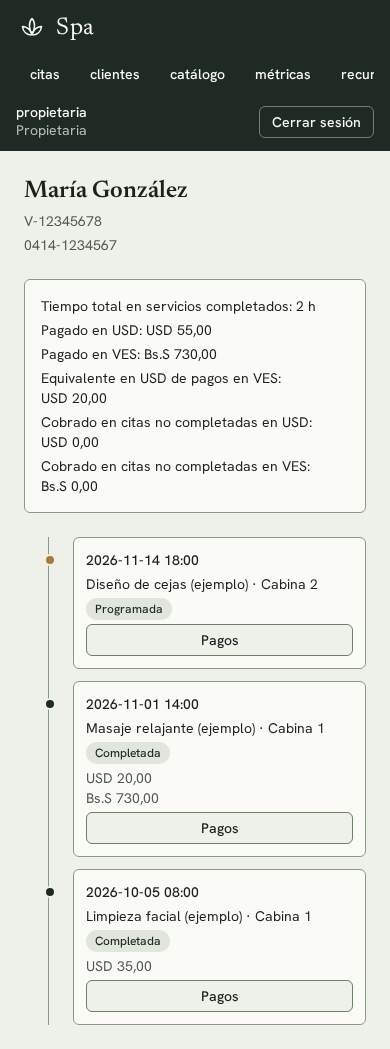 Spa
citas clientes catálogo métricas recur
propietaria
Propietaria
Cerrar sesión
María González
V-12345678
0414-1234567
Tiempo total en servicios completados: 2 h
Pagado en USD: USD 55,00
Pagado en VES: Bs.S 730,00
Equivalente en USD de pagos en VES:
USD 20,00
Cobrado en citas no completadas en USD:
USD 0,00
Cobrado en citas no completadas en VES:
Bs.S 0,00
2026-11-14 18:00
Diseño de cejas (ejemplo) · Cabina 2
Programada
Pagos
2026-11-01 14:00
Masaje relajante (ejemplo) · Cabina 1
Completada
USD 20,00
Bs.S 730,00
Pagos
2026-10-05 08:00
Limpieza facial (ejemplo) · Cabina 1
Completada
USD 35,00
Pagos